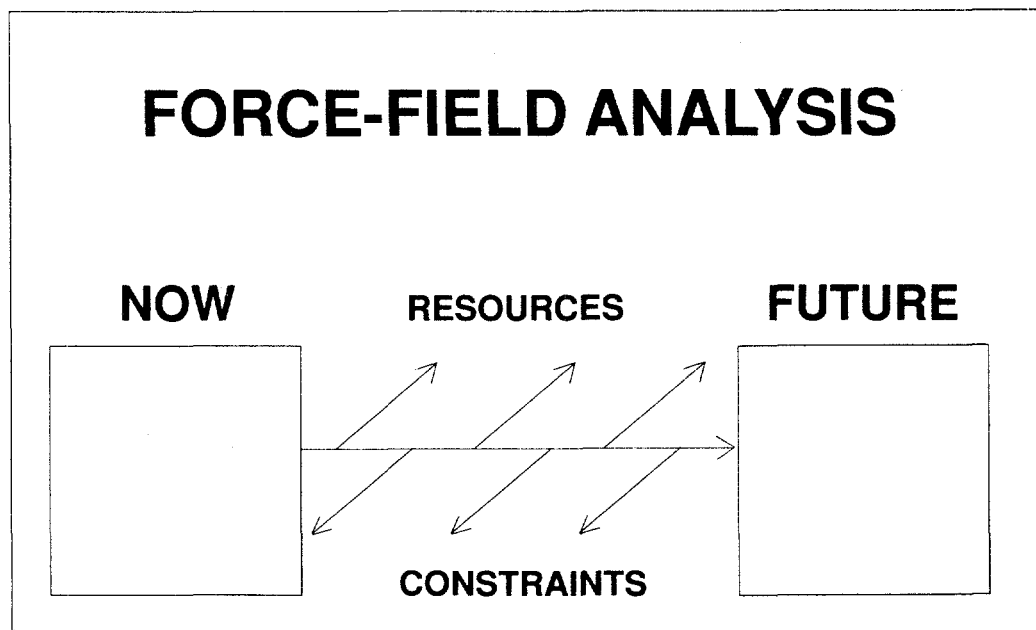 FORCE-FIELD ANALYSIS
NOW
RESOURCES
FUTURE
CONSTRAINTS